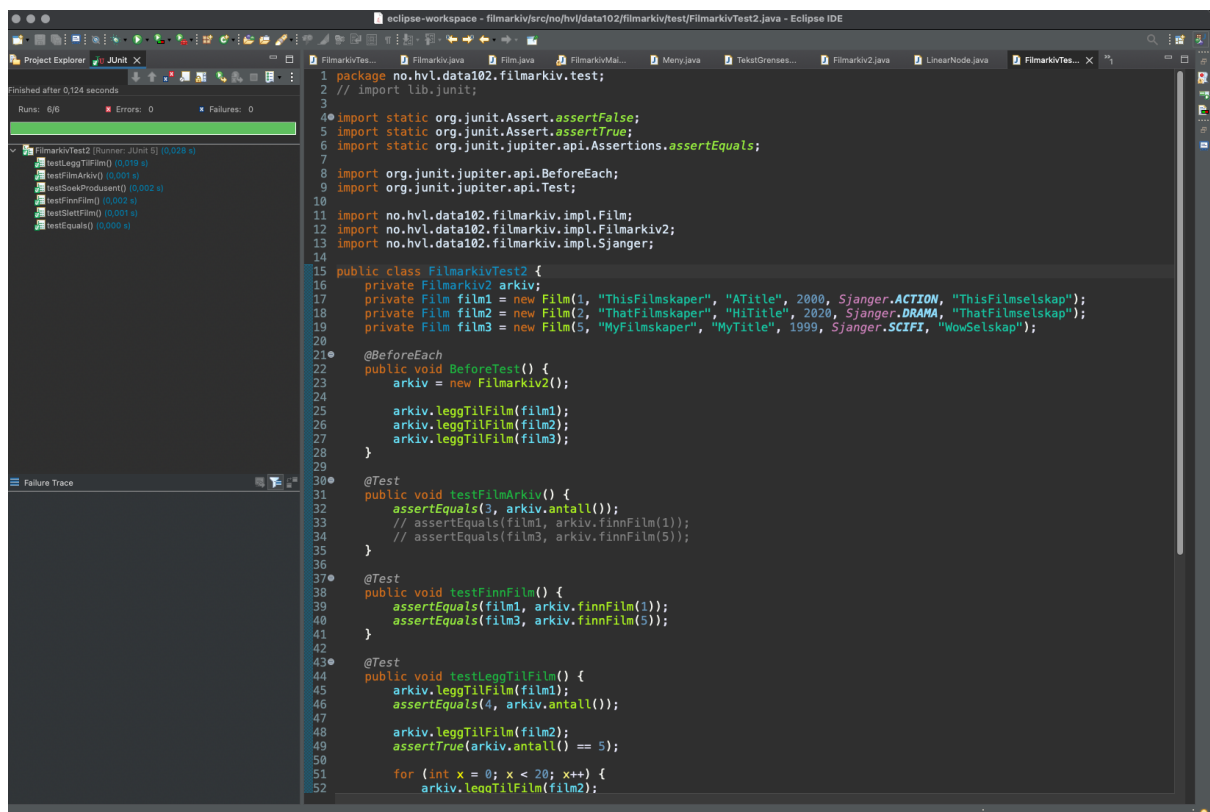 eclipse-workspace - filmarkiv/src/no/hvl/data102/filmarkiv/test/FilmarkivTest2.java - Eclipse IDE
Project Explorer JUnit
FilmarkivTes... Filmarkiv.java Film.java FilmarkivMai... Meny.java TekstGrenses... Filmarkiv2.java LinearNode.java FilmarkivTes... »1
Finished after 0,124 seconds
Runs: 6/6 Errors: 0 Failures: 0
FilmarkivTest2 [Runner: JUnit 5] (0,028 s)
testLeggTilFilm() (0,019 s)
testFilmArkiv() (0,001 s)
testSoekProdusent() (0,002 s)
testFinnFilm() (0,002 s)
testSlettFilm() (0,001 s)
testEquals() (0,000 s)
Failure Trace
1 package no.hvl.data102.filmarkiv.test;
2 // import lib.junit;
3
4 import static org.junit.Assert.assertFalse;
5 import static org.junit.Assert.assertTrue;
6 import static org.junit.jupiter.api.Assertions.assertEquals;
7
8 import org.junit.jupiter.api.BeforeEach;
9 import org.junit.jupiter.api.Test;
10
11 import no.hvl.data102.filmarkiv.impl.Film;
12 import no.hvl.data102.filmarkiv.impl.Filmarkiv2;
13 import no.hvl.data102.filmarkiv.impl.Sjanger;
14
15 public class FilmarkivTest2 {
16 private Filmarkiv2 arkiv;
17 private Film film1 = new Film(1, "ThisFilmskaper", "ATitle", 2000, Sjanger.ACTION, "ThisFilmselskap");
18 private Film film2 = new Film(2, "ThatFilmskaper", "HiTitle", 2020, Sjanger.DRAMA, "ThatFilmselskap");
19 private Film film3 = new Film(5, "MyFilmskaper", "MyTitle", 1999, Sjanger.SCIFI, "WowSelskap");
20
21 @BeforeEach
22 public void BeforeTest() {
23 arkiv = new Filmarkiv2();
24
25 arkiv.leggTilFilm(film1);
26 arkiv.leggTilFilm(film2);
27 arkiv.leggTilFilm(film3);
28 }
29
30 @Test
31 public void testFilmArkiv() {
32 assertEquals(3, arkiv.antall());
33 // assertEquals(film1, arkiv.finnFilm(1));
34 // assertEquals(film3, arkiv.finnFilm(5));
35 }
36
37 @Test
38 public void testFinnFilm() {
39 assertEquals(film1, arkiv.finnFilm(1));
40 assertEquals(film3, arkiv.finnFilm(5));
41 }
42
43 @Test
44 public void testLeggTilFilm() {
45 arkiv.leggTilFilm(film1);
46 assertEquals(4, arkiv.antall());
47
48 arkiv.leggTilFilm(film2);
49 assertTrue(arkiv.antall() == 5);
50
51 for (int x = 0; x < 20; x++) {
52 arkiv.leggTilFilm(film2);